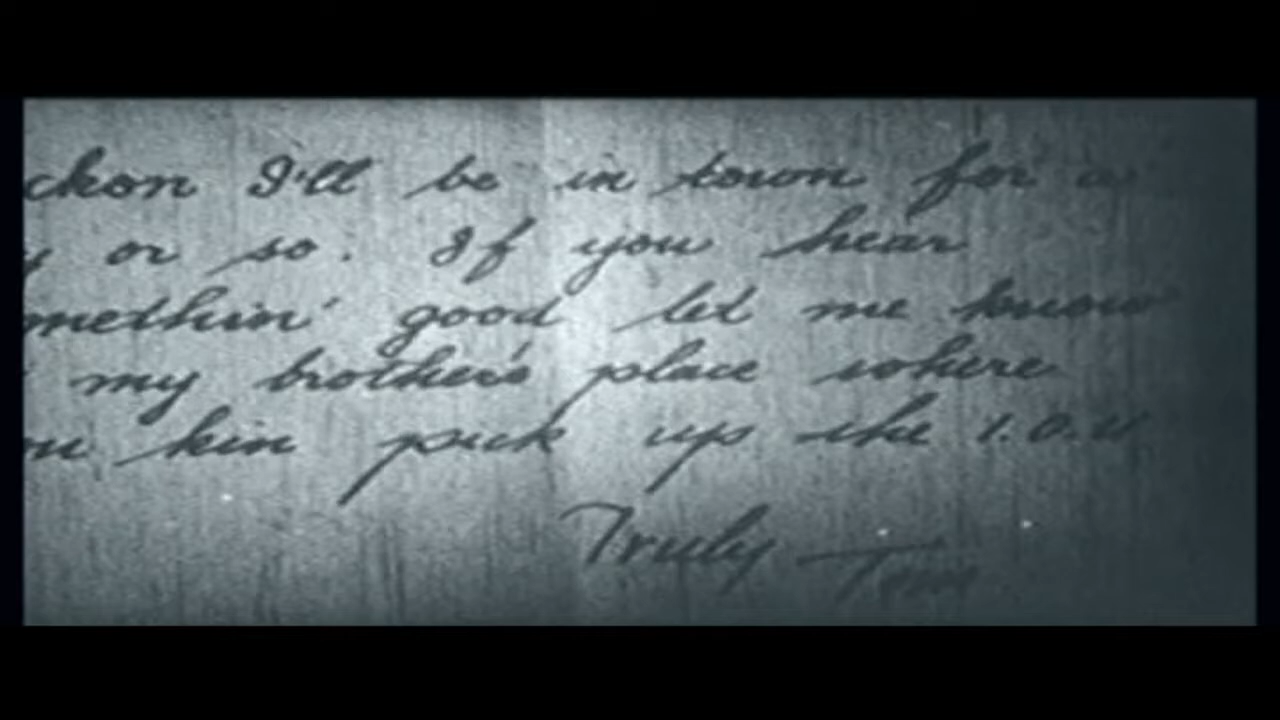 ckon I'll be in town for a
y or so. If you hear
methin' good let me know
my brother's place where
ou kin pick up the I.O.U
Truly — Tom